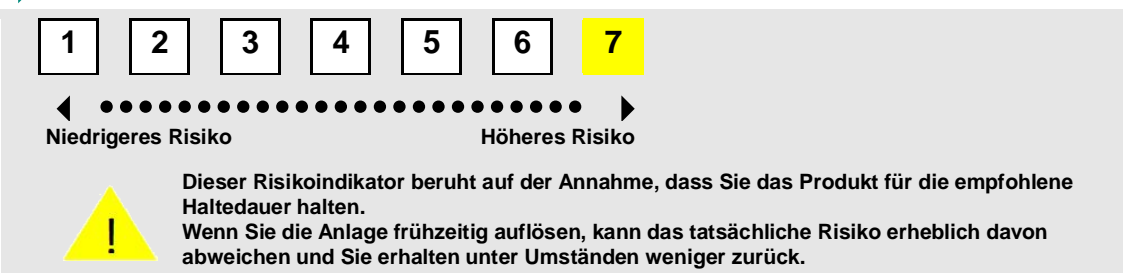 1 2 3 4 5 6 7
Niedrigeres Risiko Höheres Risiko
!
Dieser Risikoindikator beruht auf der Annahme, dass Sie das Produkt für die empfohlene
Haltedauer halten.
Wenn Sie die Anlage frühzeitig auflösen, kann das tatsächliche Risiko erheblich davon
abweichen und Sie erhalten unter Umständen weniger zurück.